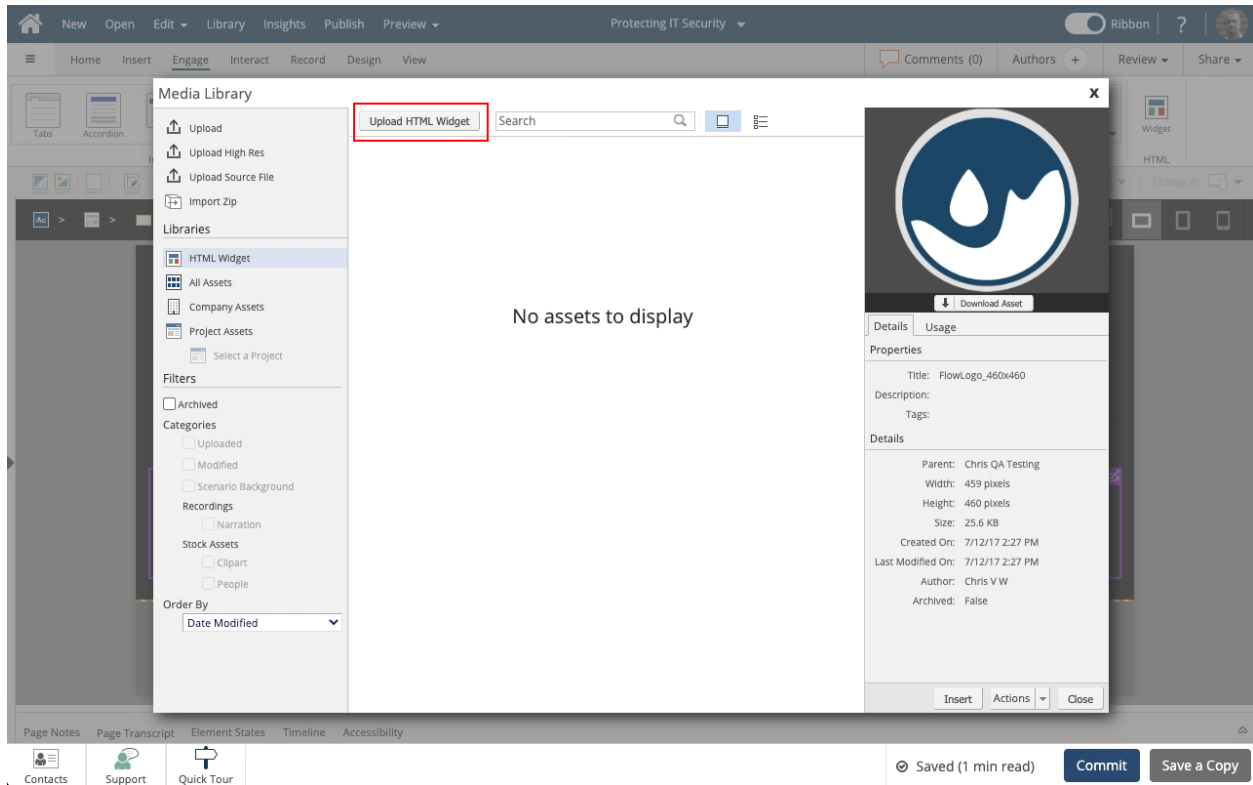 New Open Edit Library Insights Publish Preview Protecting IT Security Ribbon ?
Home Insert Engage Interact Record Design View Comments (0) Authors + Review Share
Tabs Accordion
Widget
HTML
Change At
Ac > >
Media Library x
Upload
Upload High Res
Upload Source File
Import Zip
Libraries
HTML Widget
All Assets
Company Assets
Project Assets
Select a Project
Filters
Archived
Categories
Uploaded
Modified
Scenario Background
Recordings
Narration
Stock Assets
Clipart
People
Order By
Date Modified
Upload HTML Widget Search
No assets to display
Download Asset
Details Usage
Properties
Title: FlowLogo_460x460
Description:
Tags:
Details
Parent: Chris QA Testing
Width: 459 pixels
Height: 460 pixels
Size: 25.6 KB
Created On: 7/12/17 2:27 PM
Last Modified On: 7/12/17 2:27 PM
Author: Chris V W
Archived: False
Insert Actions Close
Page Notes Page Transcript Element States Timeline Accessibility
Contacts Support Quick Tour Saved (1 min read) Commit Save a Copy